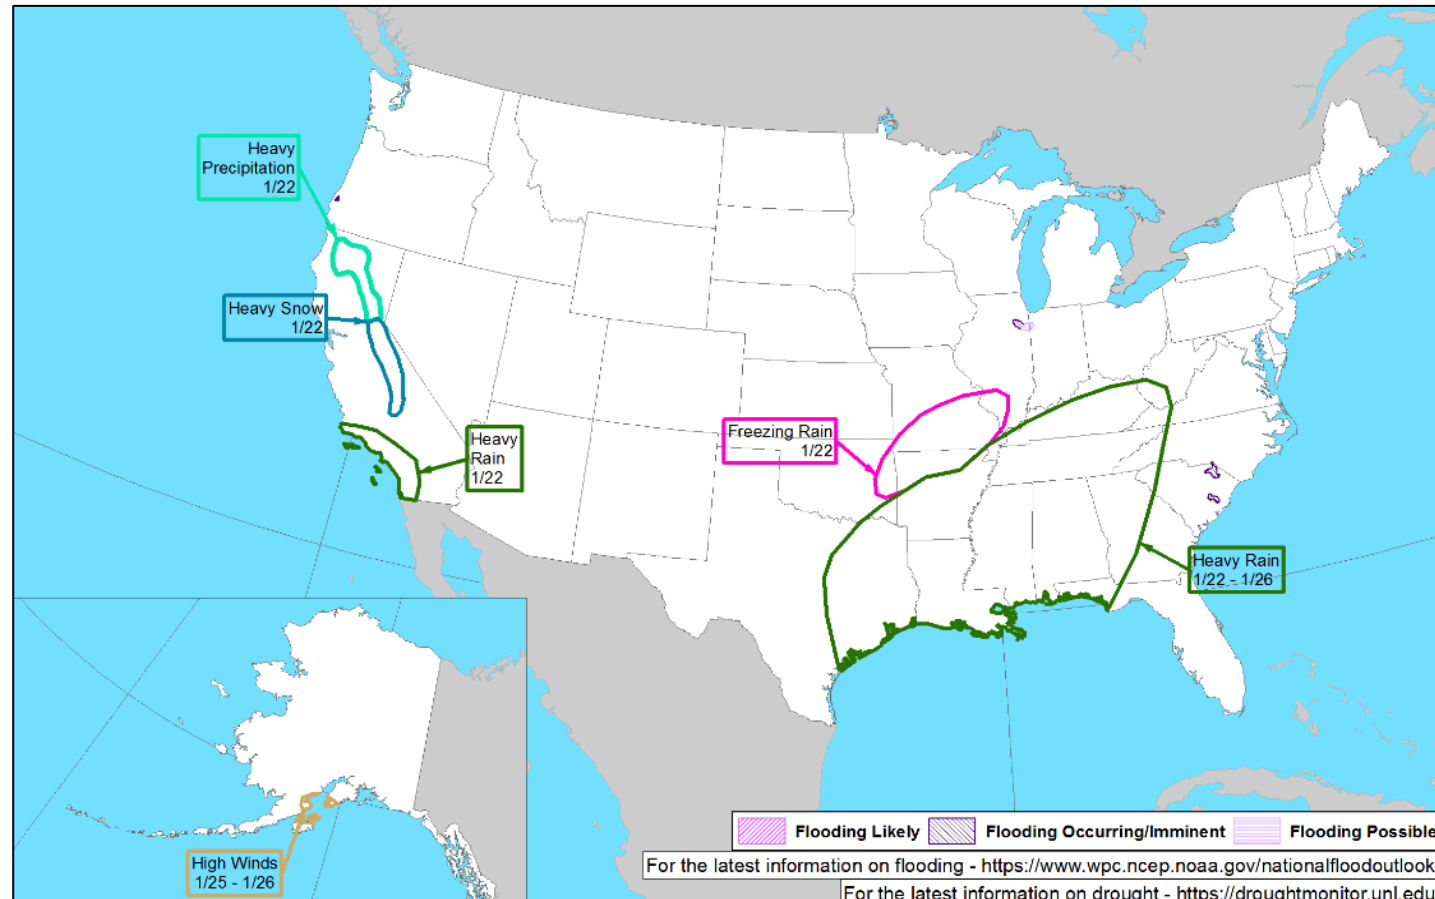 Heavy
Precipitation
1/22
Heavy Snow
1/22
Heavy
Rain
1/22
Freezing Rain
1/22
Heavy Rain
1/22 - 1/26
High Winds
1/25 - 1/26
Flooding Likely
Flooding Occurring/Imminent
Flooding Possible
For the latest information on flooding - https://www.wpc.ncep.noaa.gov/nationalfloodoutlook
For the latest information on drought - https://droughtmonitor.unl.edu